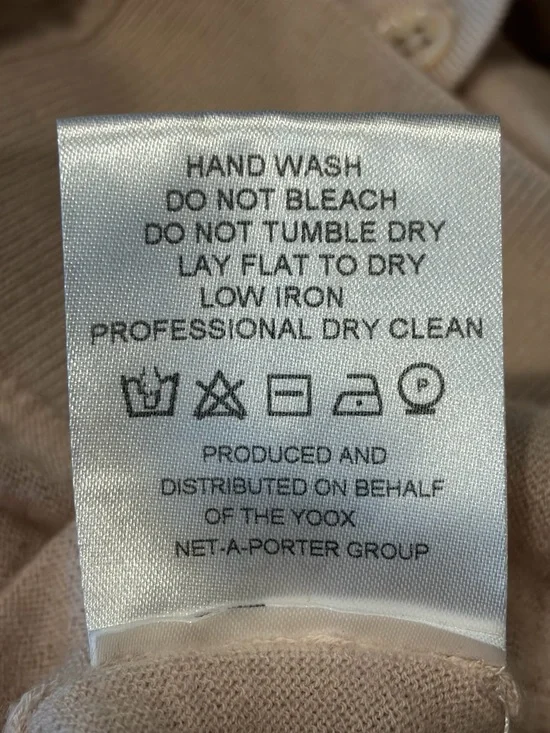 HAND WASH
DO NOT BLEACH
DO NOT TUMBLE DRY
LAY FLAT TO DRY
LOW IRON
PROFESSIONAL DRY CLEAN
P
PRODUCED AND
DISTRIBUTED ON BEHALF
OF THE YOOX
NET-A-PORTER GROUP